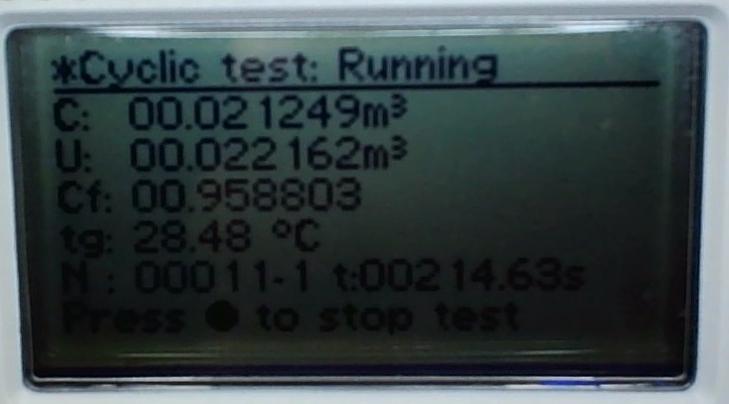 *Cyclic test: Running
C: 00.021249m³
U: 00.022162m³
Cf: 00.958803
tg: 28.48 °C
N : 00011-1 t:00214.63s
Press ● to stop test